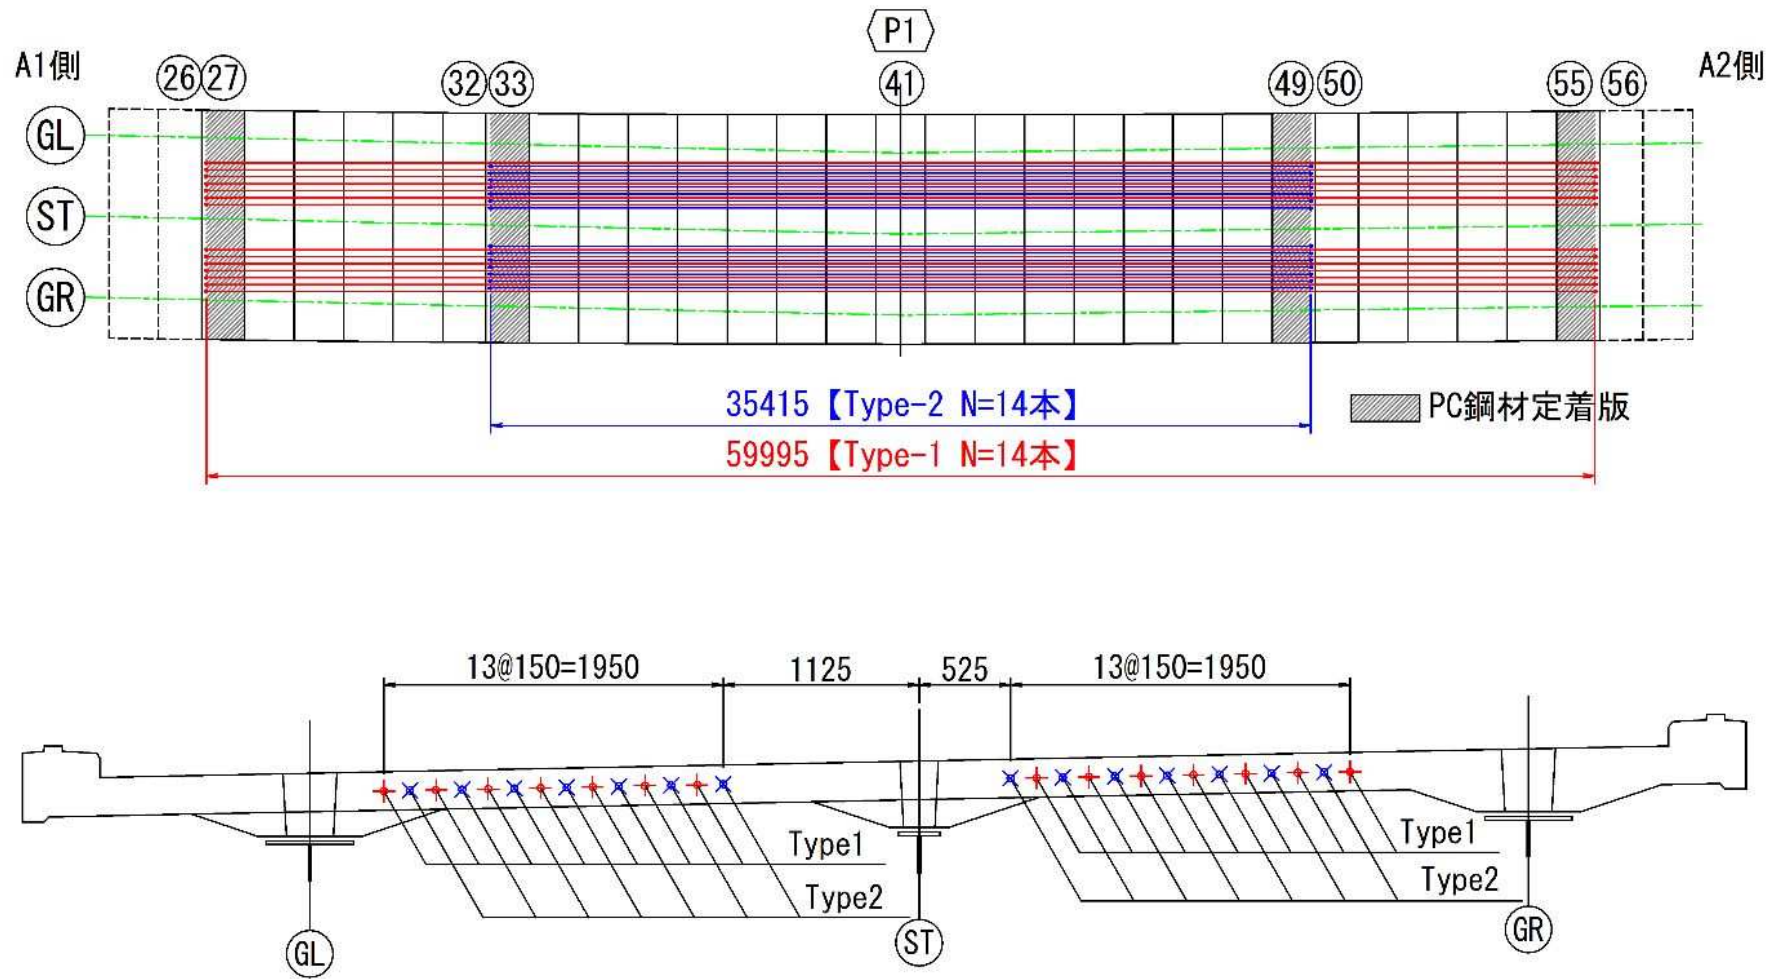 P1
A1側
26 27 32 33 41 49 50 55 56
A2側
GL
ST
GR
35415【Type-2 N=14本】
PC鋼材定着版
59995【Type-1 N=14本】
13@150=1950 1125 525 13@150=1950
Type1
Type2
Type1
Type2
GL
ST
GR